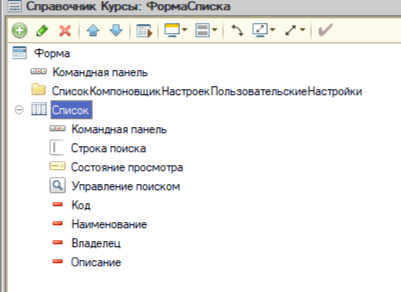 Справочник Курсы: ФормаСписка
Форма
Командная панель
СписокКомпоновщикНастроекПользовательскиеНастройки
Список
Командная панель
Строка поиска
Состояние просмотра
Управление поиском
Код
Наименование
Владелец
Описание